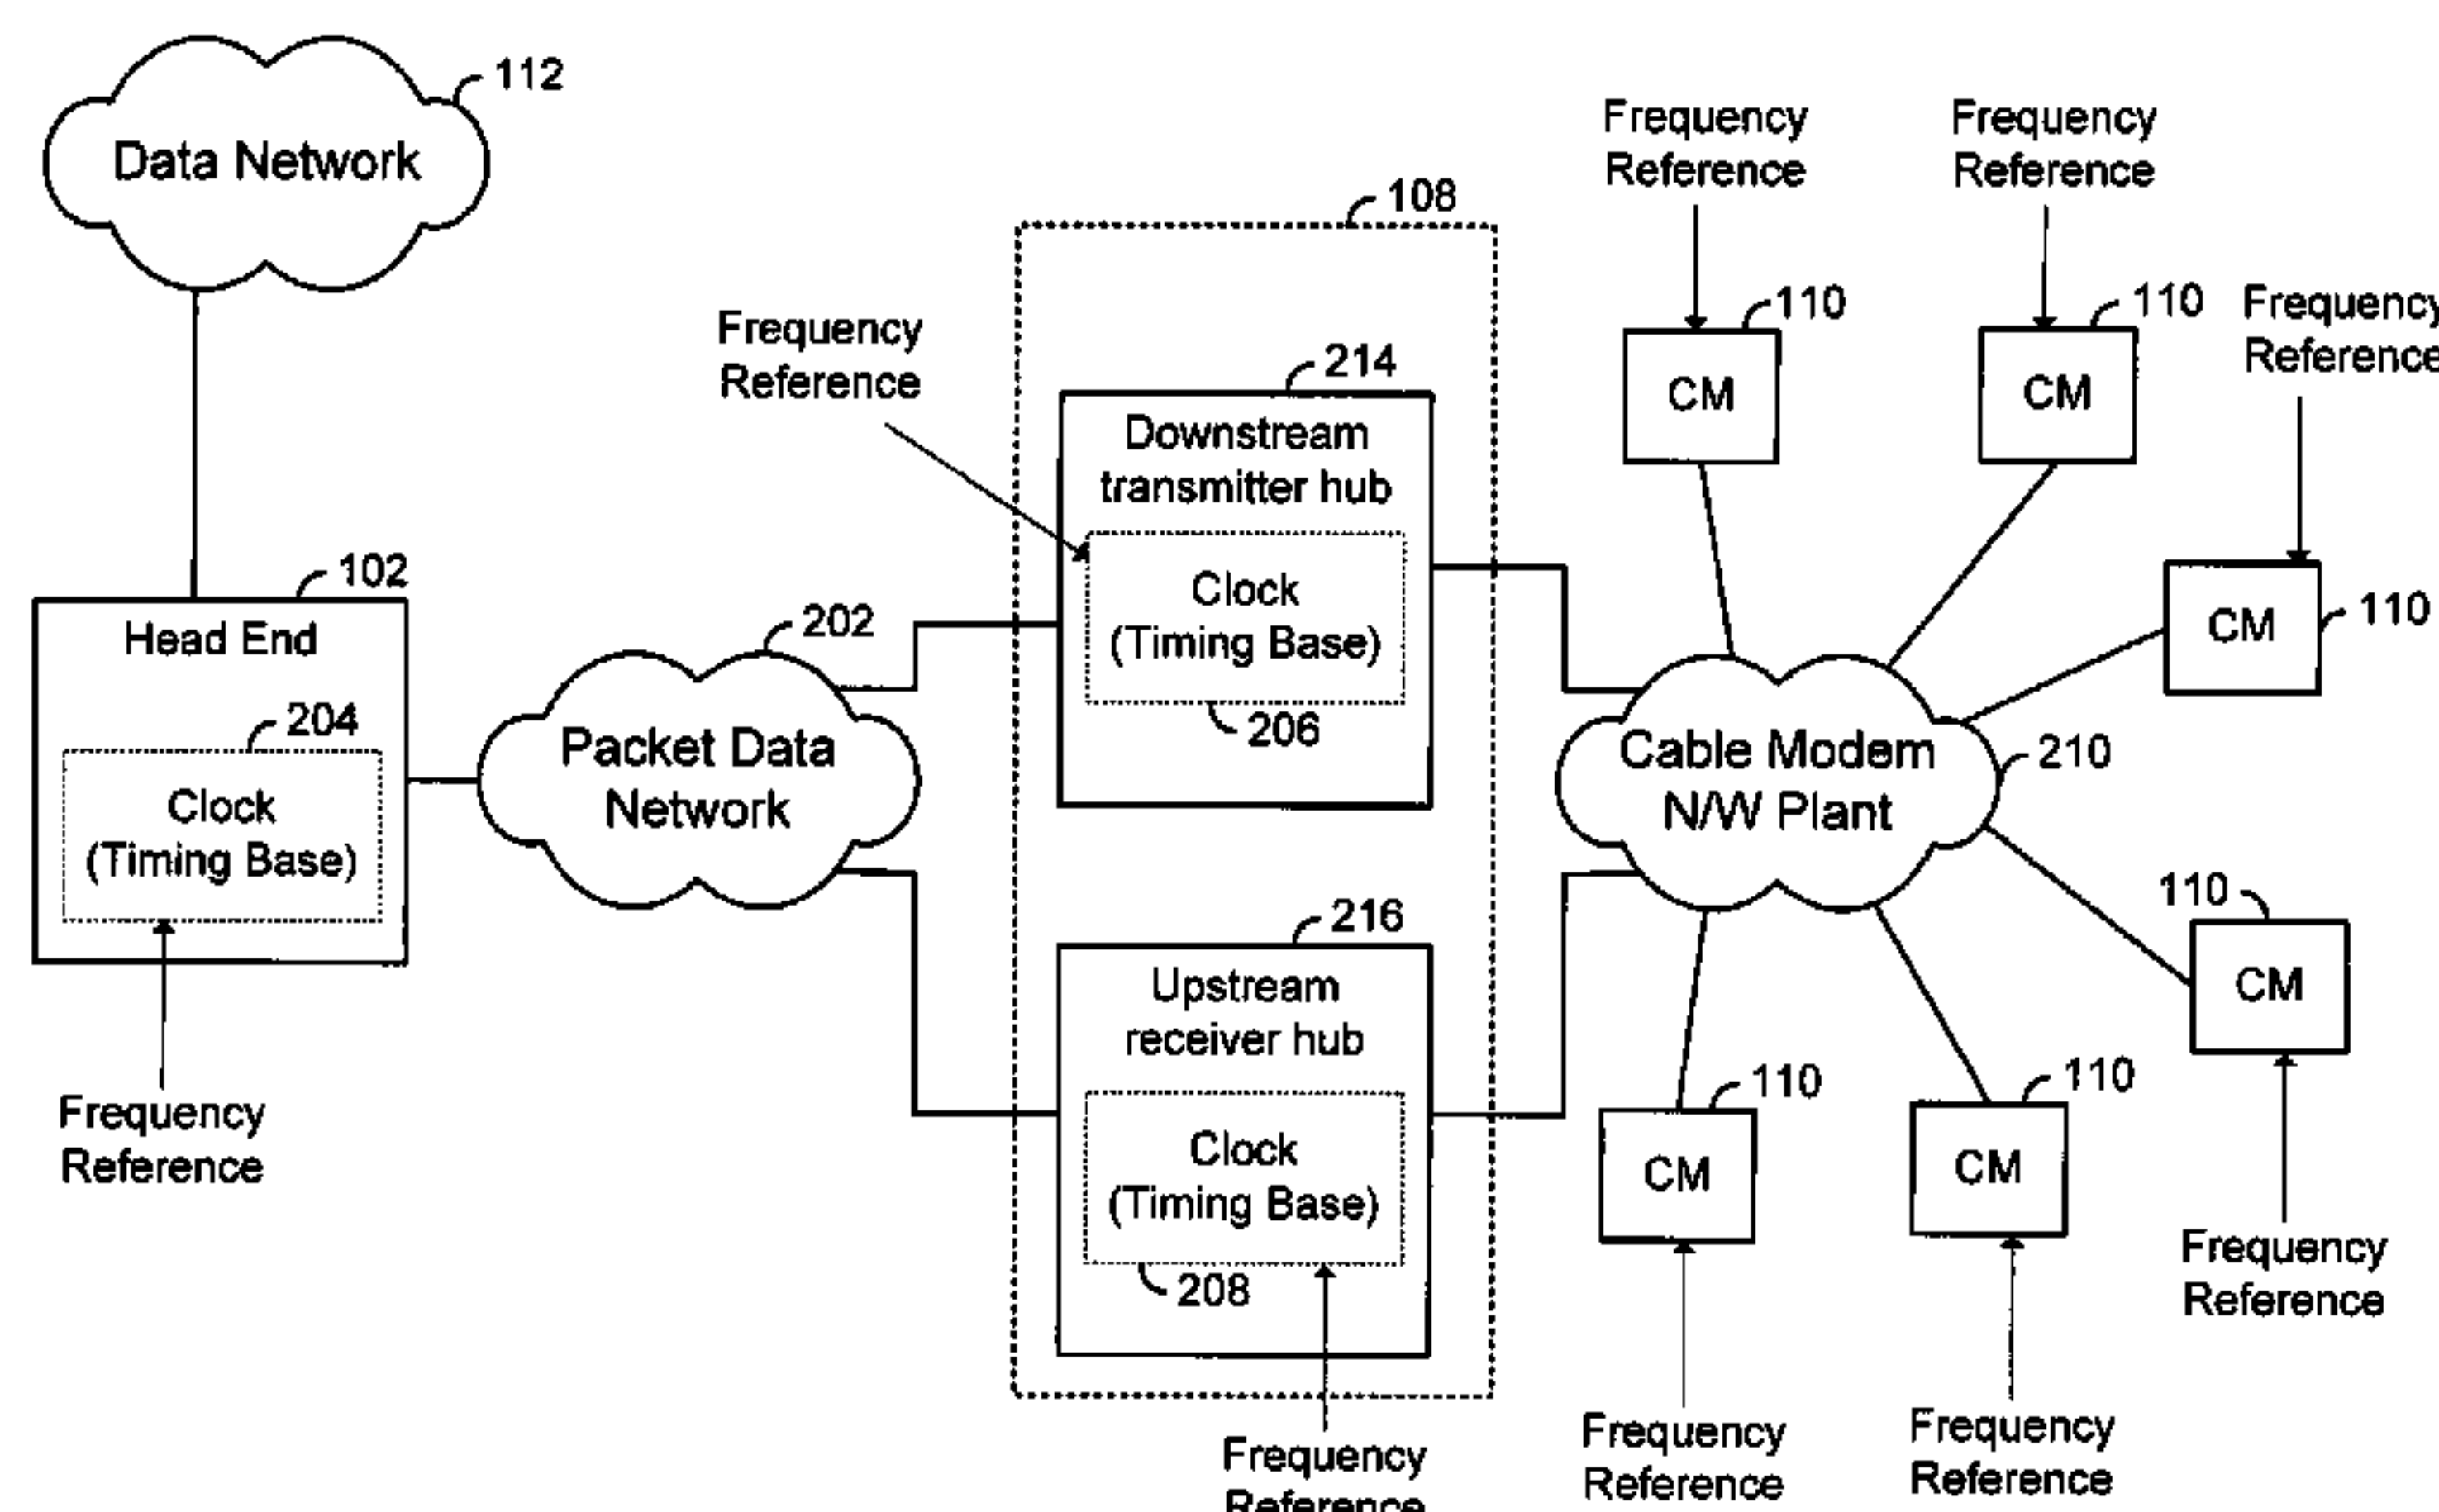 112
Data Network
Frequency
Reference
Frequency
Reference
108
Frequency
Reference
110
110
Frequency
Reference
214
CM
CM
Downstream
transmitter hub
Clock
(Timing Base)
206
102
Head End
204
Clock
(Timing Base)
202
Packet Data
Network
CM
110
Cable Modem
N/W Plant
210
216
Upstream
receiver hub
Clock
(Timing Base)
208
110
CM
110
CM
110
CM
Frequency
Reference
Frequency
Reference
Frequency
Reference
Frequency
Reference
Frequency
Reference